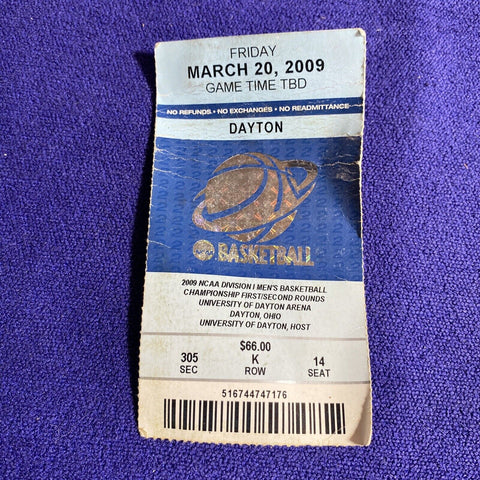 FRIDAY
MARCH 20, 2009
GAME TIME TBD
NO REFUNDS • NO EXCHANGES • NO READMITTANCE
DAYTON
BASKETBALL
2009 NCAA DIVISION I MEN'S BASKETBALL
CHAMPIONSHIP FIRST/SECOND ROUNDS
UNIVERSITY OF DAYTON ARENA
DAYTON, OHIO
UNIVERSITY OF DAYTON, HOST
$66.00
305 K 14
SEC ROW SEAT
516744747176